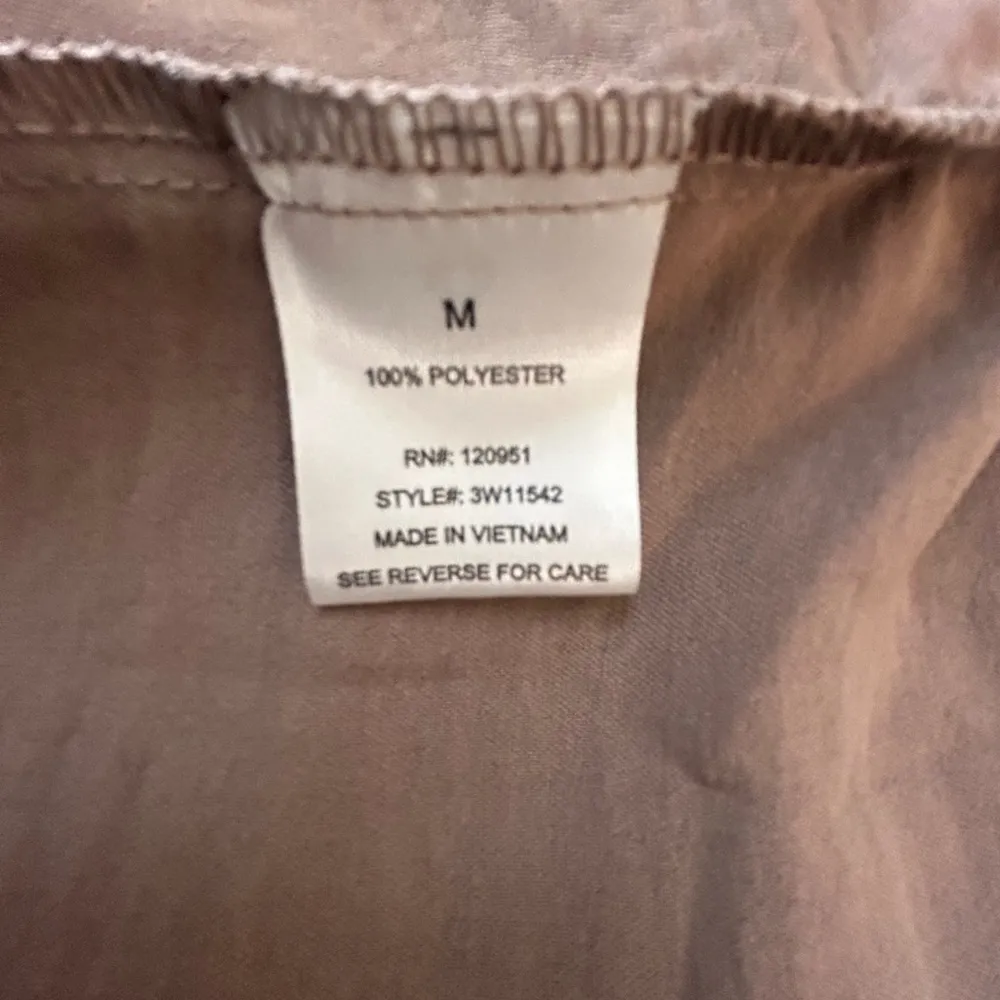 M
100% POLYESTER
RN#: 120951
STYLE#: 3W11542
MADE IN VIETNAM
SEE REVERSE FOR CARE